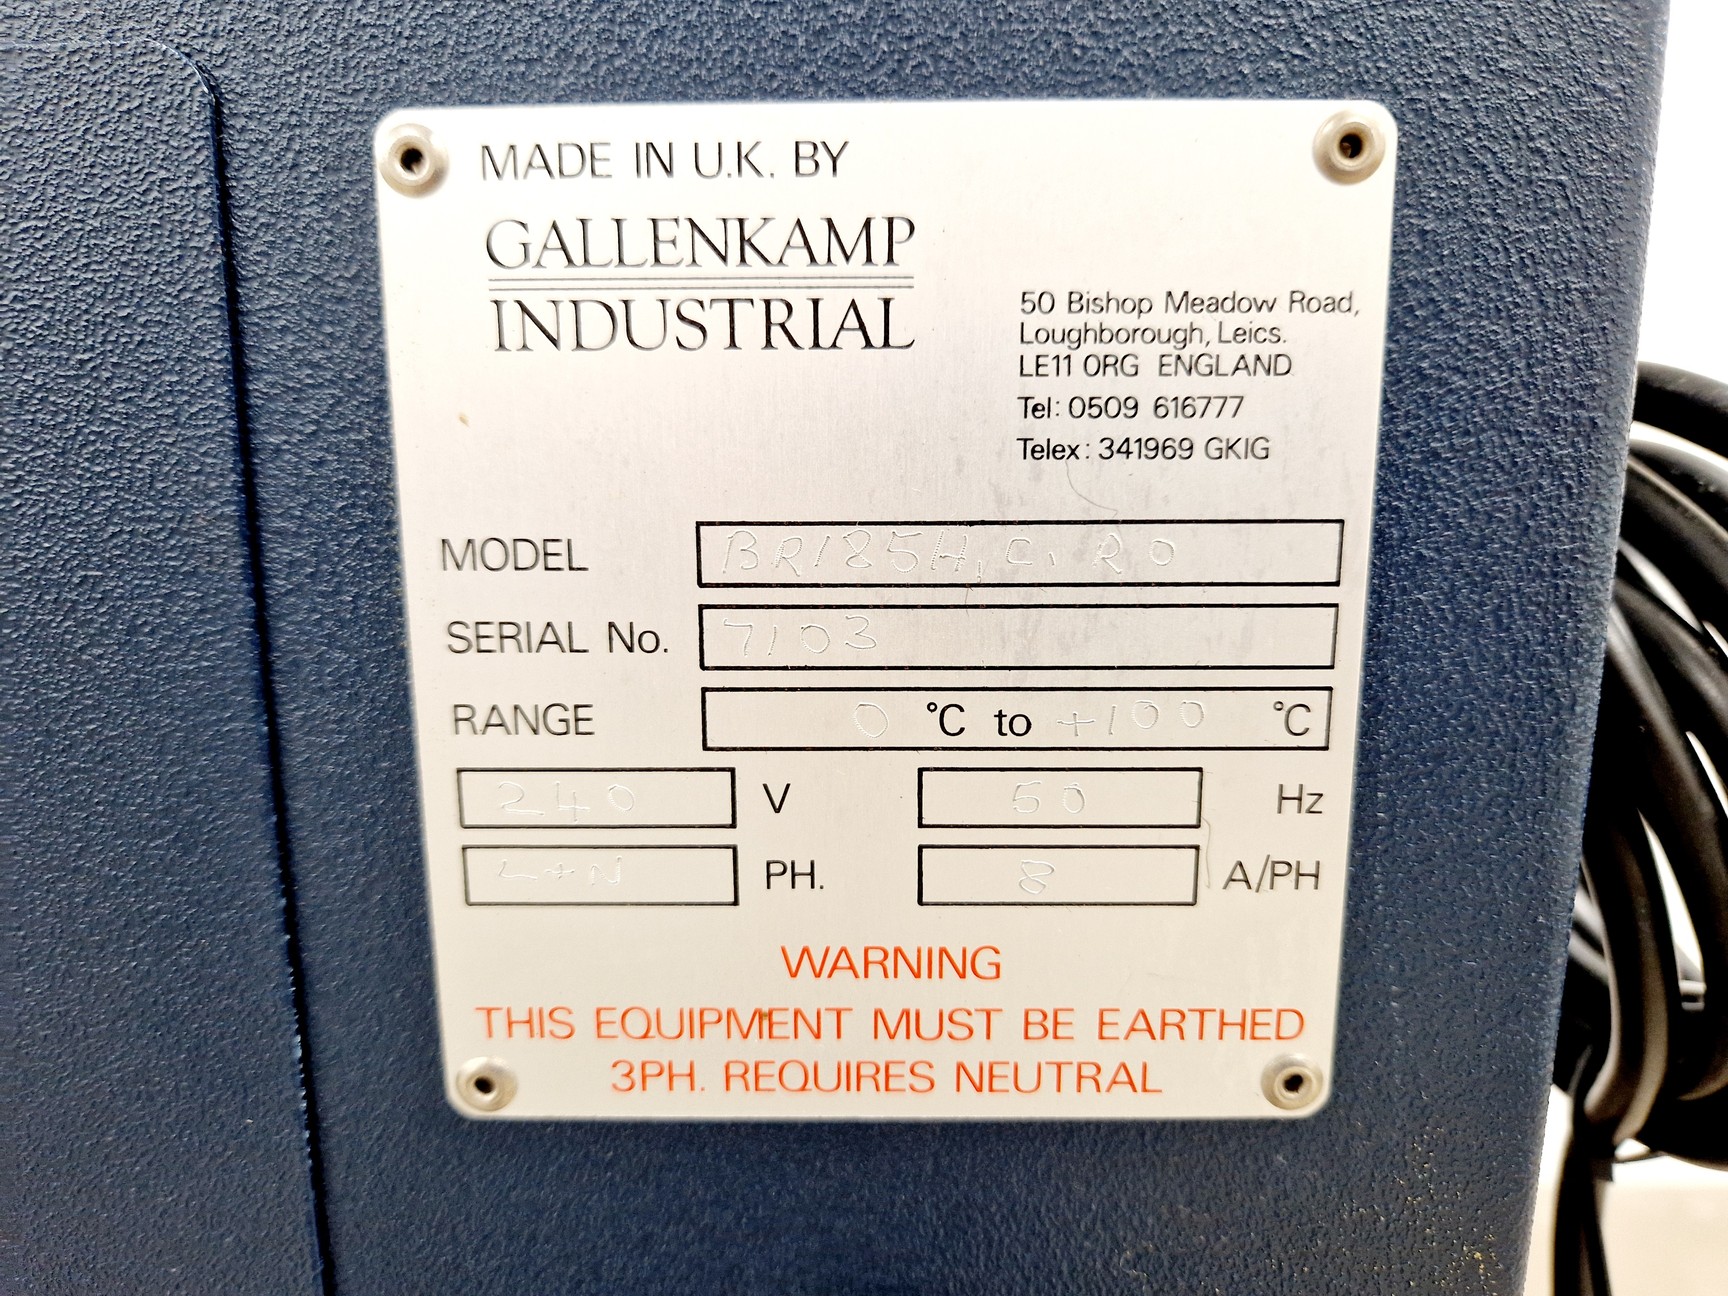 MADE IN U.K. BY
GALLENKAMP
INDUSTRIAL
50 Bishop Meadow Road,
Loughborough, Leics.
LE11 0RG ENGLAND
Tel: 0509 616777
Telex: 341969 GKIG
MODEL BR185H, C. RO
SERIAL No. 7103
RANGE 0 °C to +100 °C
240 V 50 Hz
L+N PH. 8 A/PH
WARNING
THIS EQUIPMENT MUST BE EARTHED
3PH. REQUIRES NEUTRAL